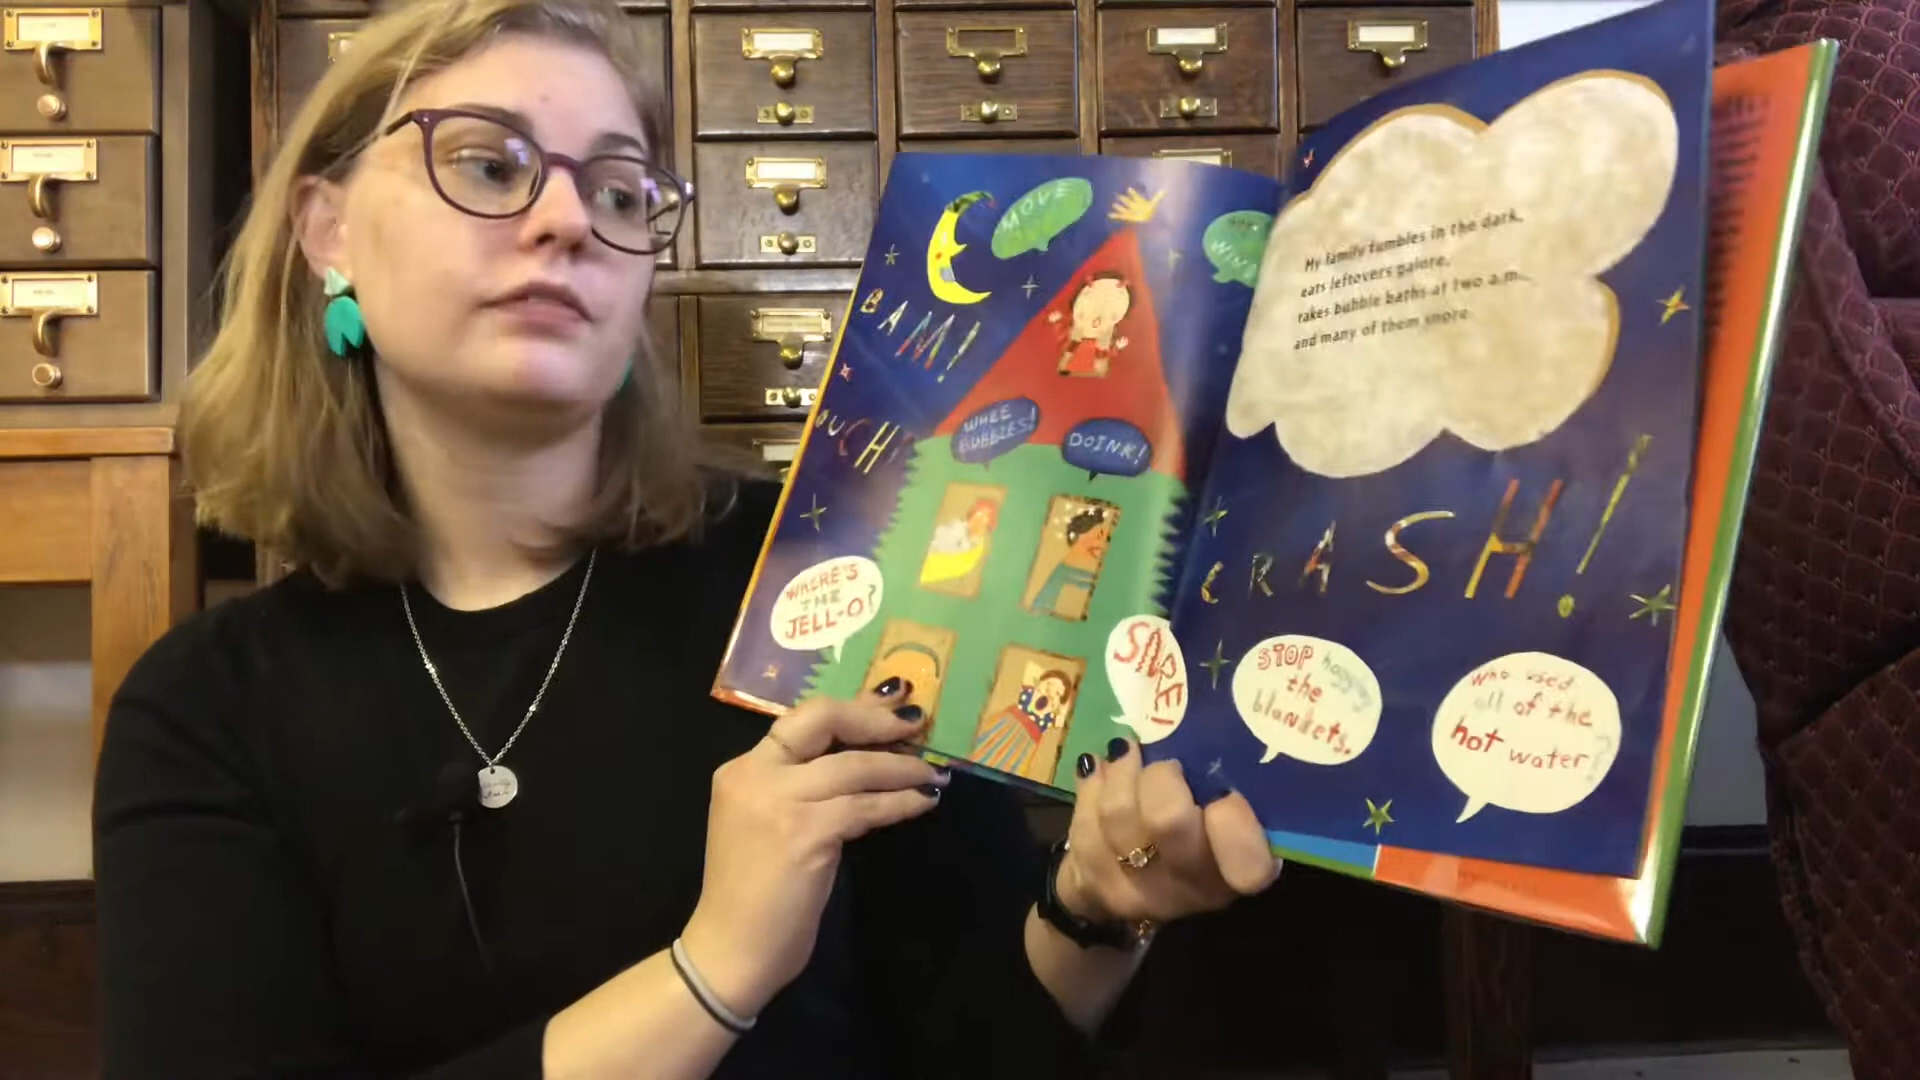 MOVE
BAM!
OUCH!
WHEE
BUBBIES!
DOINK!
WHERE'S
THE
JELL-O?
SNORE!
My family fumbles in the dark,
eats leftovers galore,
takes bubble baths at two a.m.
and many of them snore.
CRASH!
STOP hogging
the
blankets.
Who used
all of the
hot water?